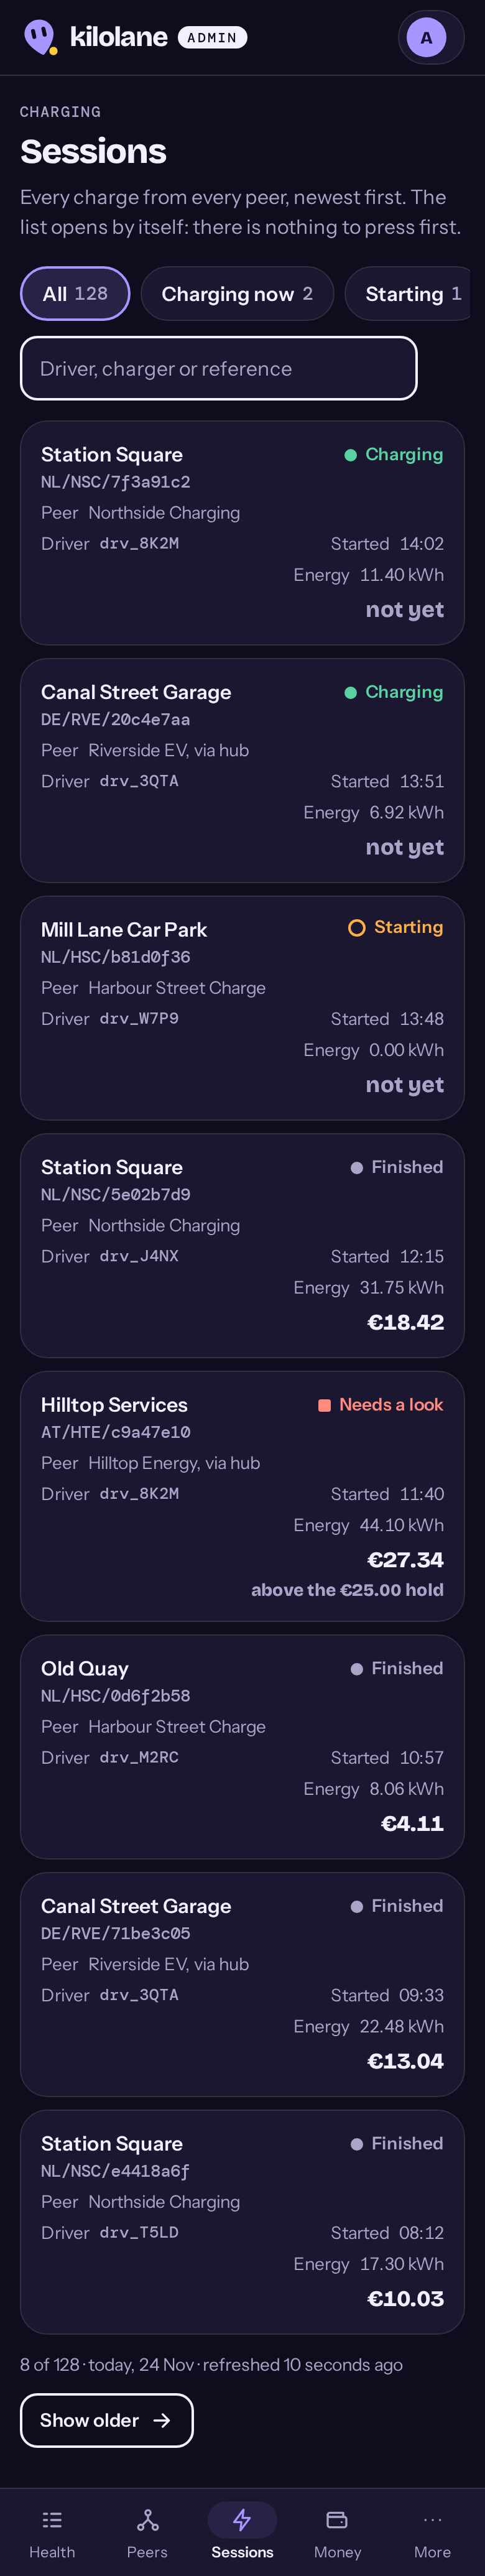 kilolane ADMIN A
CHARGING
Sessions
Every charge from every peer, newest first. The
list opens by itself: there is nothing to press first.
All 128 Charging now 2 Starting 1
Driver, charger or reference
Station Square Charging
NL/NSC/7f3a91c2
Peer Northside Charging
Driver drv_8K2M Started 14:02
Energy 11.40 kWh
not yet
Canal Street Garage Charging
DE/RVE/20c4e7aa
Peer Riverside EV, via hub
Driver drv_3QTA Started 13:51
Energy 6.92 kWh
not yet
Mill Lane Car Park Starting
NL/HSC/b81d0f36
Peer Harbour Street Charge
Driver drv_W7P9 Started 13:48
Energy 0.00 kWh
not yet
Station Square Finished
NL/NSC/5e02b7d9
Peer Northside Charging
Driver drv_J4NX Started 12:15
Energy 31.75 kWh
€18.42
Hilltop Services Needs a look
AT/HTE/c9a47e10
Peer Hilltop Energy, via hub
Driver drv_8K2M Started 11:40
Energy 44.10 kWh
€27.34
above the €25.00 hold
Old Quay Finished
NL/HSC/0d6f2b58
Peer Harbour Street Charge
Driver drv_M2RC Started 10:57
Energy 8.06 kWh
€4.11
Canal Street Garage Finished
DE/RVE/71be3c05
Peer Riverside EV, via hub
Driver drv_3QTA Started 09:33
Energy 22.48 kWh
€13.04
Station Square Finished
NL/NSC/e4418a6f
Peer Northside Charging
Driver drv_T5LD Started 08:12
Energy 17.30 kWh
€10.03
8 of 128 · today, 24 Nov · refreshed 10 seconds ago
Show older →
Health Peers Sessions Money More